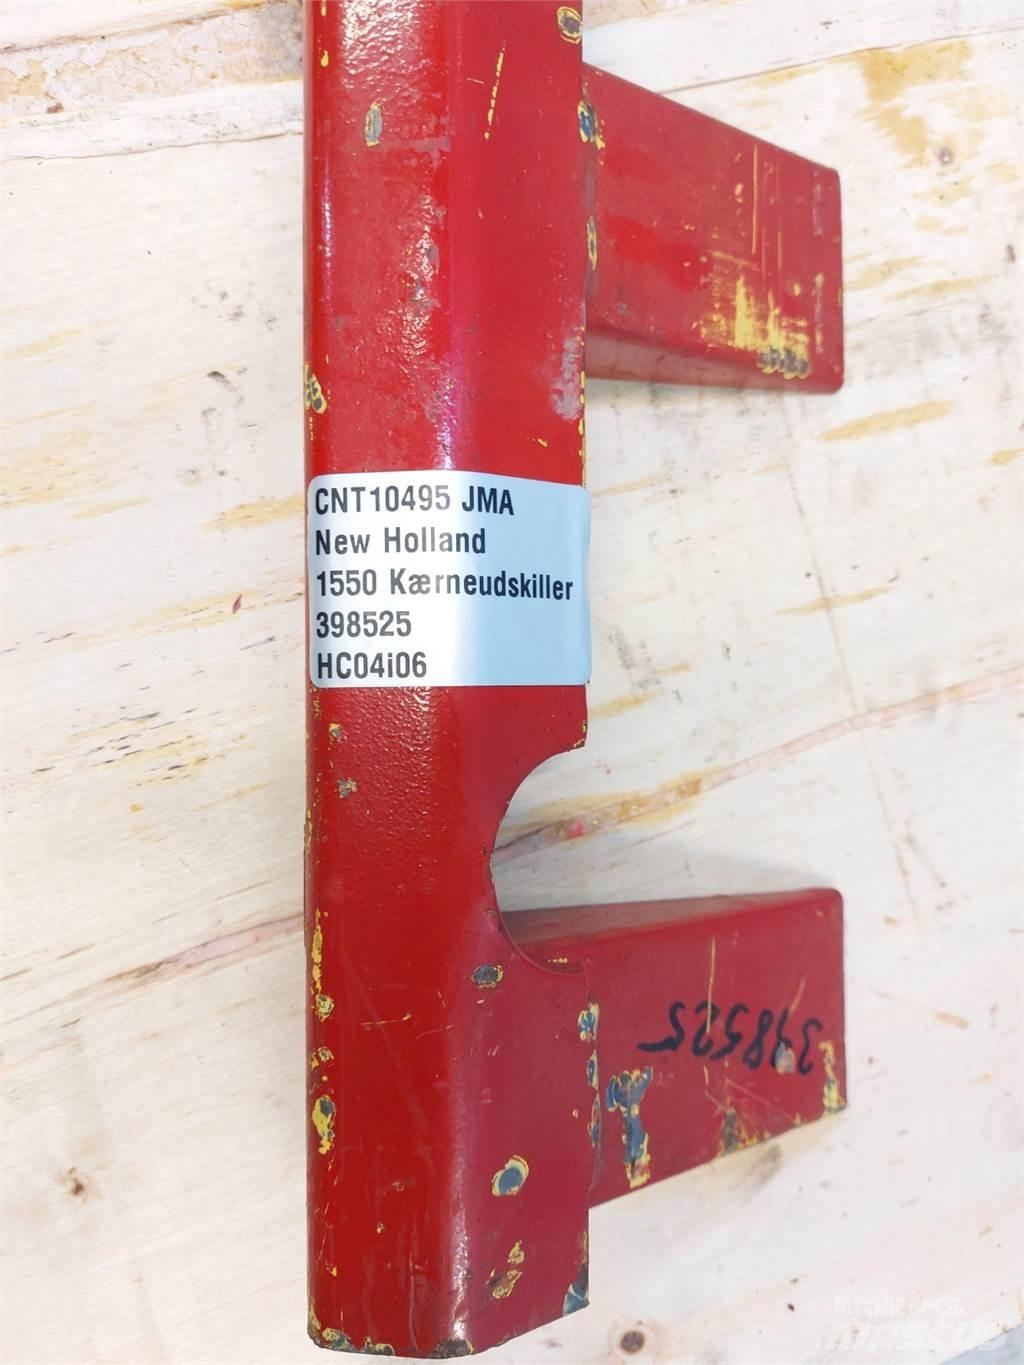 CNT10495 JMA
New Holland
1550 Kærneudskiller
398525
HC04i06
398525
RITCHIE BROS.
MASCUS